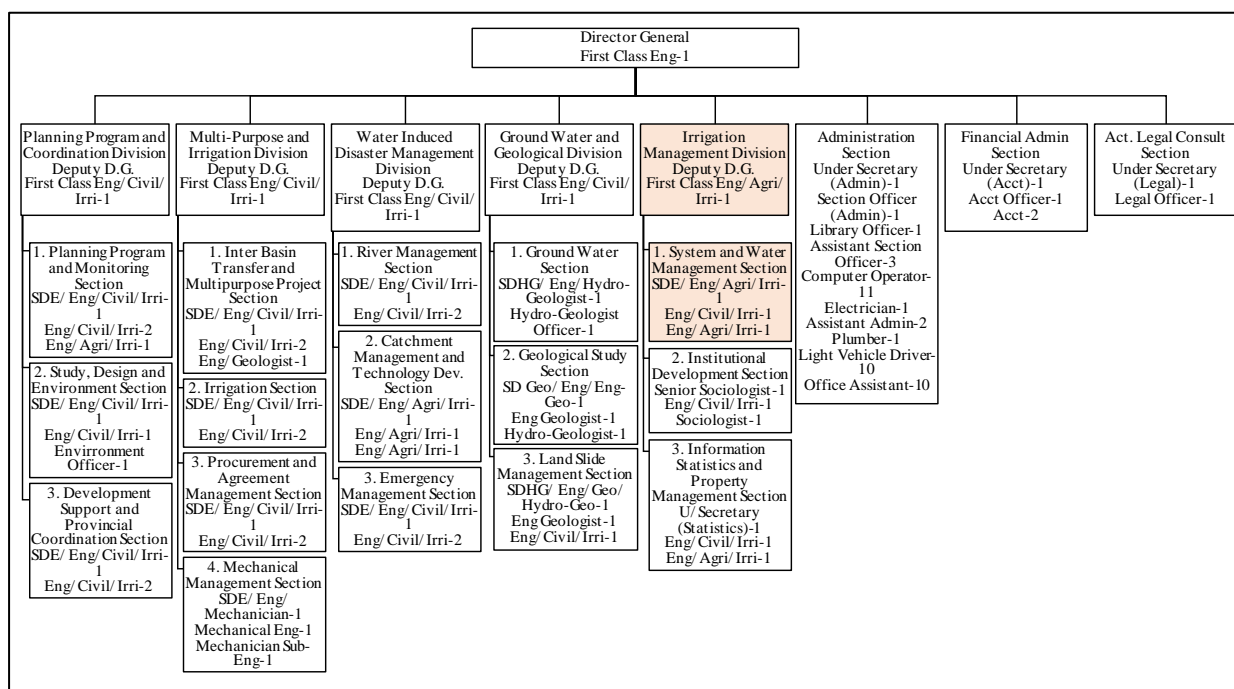 Director General
First Class Eng-1
Planning Program and
Coordination Division
Deputy D.G.
First Class Eng/ Civil/
Irri-1
1. Planning Program
and Monitoring Section
SDE/ Eng/ Civil/ Irri-
1
Eng/ Civil/ Irri-2
Eng/ Agri/ Irri-1
2. Study, Design and
Environment Section
SDE/ Eng/ Civil/ Irri-
1
Eng/ Civil/ Irri-1
Envirronment
Officer-1
3. Development
Support and
Provincial
Coordination Section
SDE/ Eng/ Civil/ Irri-
1
Eng/ Civil/ Irri-2
Multi-Purpose and
Irrigation Division
Deputy D.G.
First Class Eng/ Civil/
Irri-1
1. Inter Basin
Transfer and
Multipurpose Project
Section
SDE/ Eng/ Civil/ Irri-
1
Eng/ Civil/ Irri-2
Eng/ Geologist-1
2. Irrigation Section
SDE/ Eng/ Civil/ Irri-
1
Eng/ Civil/ Irri-2
3. Procurement and
Agreement
Management Section
SDE/ Eng/ Civil/ Irri-
1
Eng/ Civil/ Irri-2
4. Mechanical
Management Section
SDE/ Eng/
Mechanician-1
Mechanical Eng-1
Mechanician Sub-
Eng-1
Water Induced
Disaster Management
Division
Deputy D.G.
First Class Eng/ Civil/
Irri-1
1. River Management
Section
SDE/ Eng/ Civil/ Irri-
1
Eng/ Civil/ Irri-2
2. Catchment
Management and
Technology Dev.
Section
SDE/ Eng/ Agri/ Irri-
1
Eng/ Agri/ Irri-1
Eng/ Agri/ Irri-1
3. Emergency
Management Section
SDE/ Eng/ Civil/ Irri-
1
Eng/ Civil/ Irri-2
Ground Water and
Geological Division
Deputy D.G.
First Class Eng/ Civil/
Irri-1
1. Ground Water
Section
SDHG/ Eng/ Hydro-
Geologist-1
Hydro-Geologist
Officer-1
2. Geological Study
Section
SD Geo/ Eng/ Eng-
Geo-1
Eng Geologist-1
Hydro-Geologist-1
3. Land Slide
Management Section
SDHG/ Eng/ Geo/
Hydro-Geo-1
Eng Geologist-1
Eng/ Civil/ Irri-1
Irrigation
Management Division
Deputy D.G.
First Class Eng/ Agri/
Irri-1
1. System and Water
Management Section
SDE/ Eng/ Agri/ Irri-
1
Eng/ Civil/ Irri-1
Eng/ Agri/ Irri-1
2. Institutional
Development Section
Senior Sociologist-1
Eng/ Civil/ Irri-1
Sociologist-1
3. Information
Statistics and
Property
Management Section
U/ Secretary
(Statistics)-1
Eng/ Civil/ Irri-1
Eng/ Agri/ Irri-1
Administration
Section
Under Secretary
(Admin)-1
Section Officer
(Admin)-1
Library Officer-1
Assistant Section
Officer-3
Computer Operator-
11
Electrician-1
Assistant Admin-2
Plumber-1
Light Vehicle Driver-
10
Office Assistant-10
Financial Admin
Section
Under Secretary
(Acct)-1
Acct Officer-1
Acct-2
Act. Legal Consult
Section
Under Secretary
(Legal)-1
Legal Officer-1